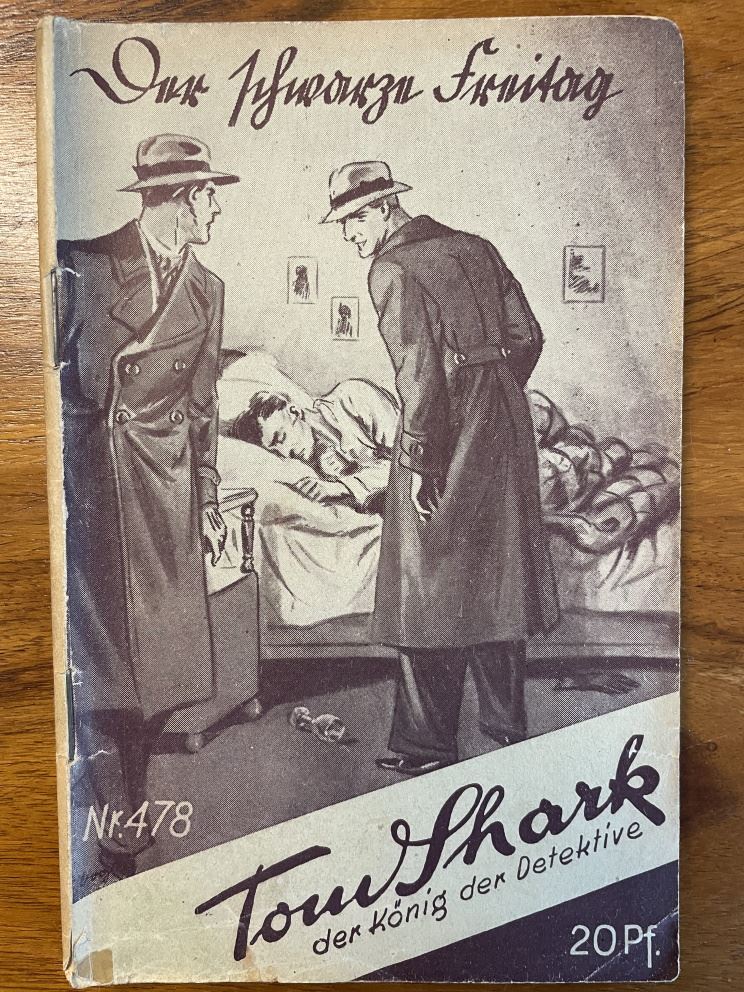 Der schwarze Freitag
Nr. 478
Tom Shark
der König der Detektive
20 Pf.